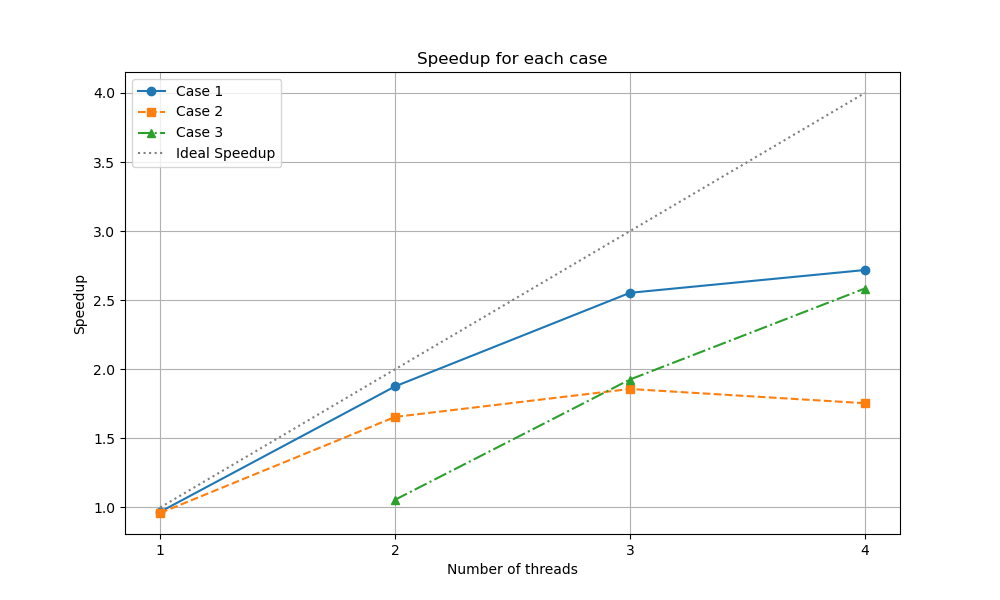 Speedup for each case
Case 1
Case 2
Case 3
Ideal Speedup
4.0
3.5
3.0
2.5
2.0
1.5
1.0
Speedup
1 2 3 4
Number of threads